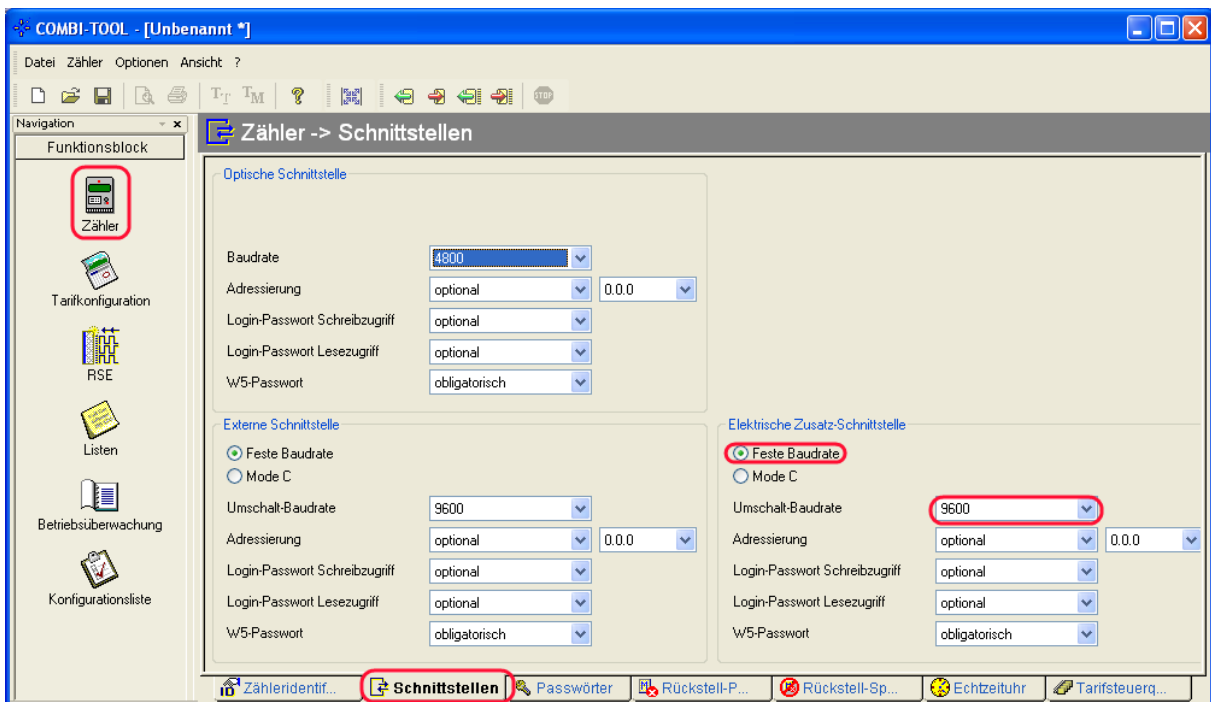 COMBI-TOOL - [Unbenannt *]
Datei Zähler Optionen Ansicht ?
STOP
Navigation
Funktionsblock
Zähler
Tarifkonfiguration
RSE
Listen
Betriebsüberwachung
Konfigurationsliste
Zähler -> Schnittstellen
Optische Schnittstelle
Baudrate 4800
Adressierung optional 0.0.0
Login-Passwort Schreibzugriff optional
Login-Passwort Lesezugriff optional
W5-Passwort obligatorisch
Externe Schnittstelle
Feste Baudrate
Mode C
Umschalt-Baudrate 9600
Adressierung optional 0.0.0
Login-Passwort Schreibzugriff optional
Login-Passwort Lesezugriff optional
W5-Passwort obligatorisch
Elektrische Zusatz-Schnittstelle
Feste Baudrate
Mode C
Umschalt-Baudrate 9600
Adressierung optional 0.0.0
Login-Passwort Schreibzugriff optional
Login-Passwort Lesezugriff optional
W5-Passwort obligatorisch
Zähleridentif... Schnittstellen Passwörter Rückstell-P... Rückstell-Sp... Echtzeituhr Tarifsteuerq...